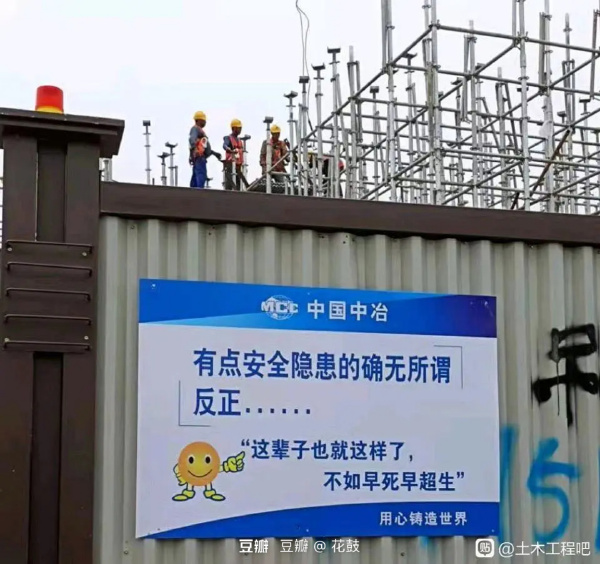 MCC 中国中冶
有点安全隐患的确无所谓
反正......
“这辈子也就这样了，
不如早死早超生”
用心铸造世界
豆瓣 豆瓣 @ 花鼓
贴 @土木工程吧